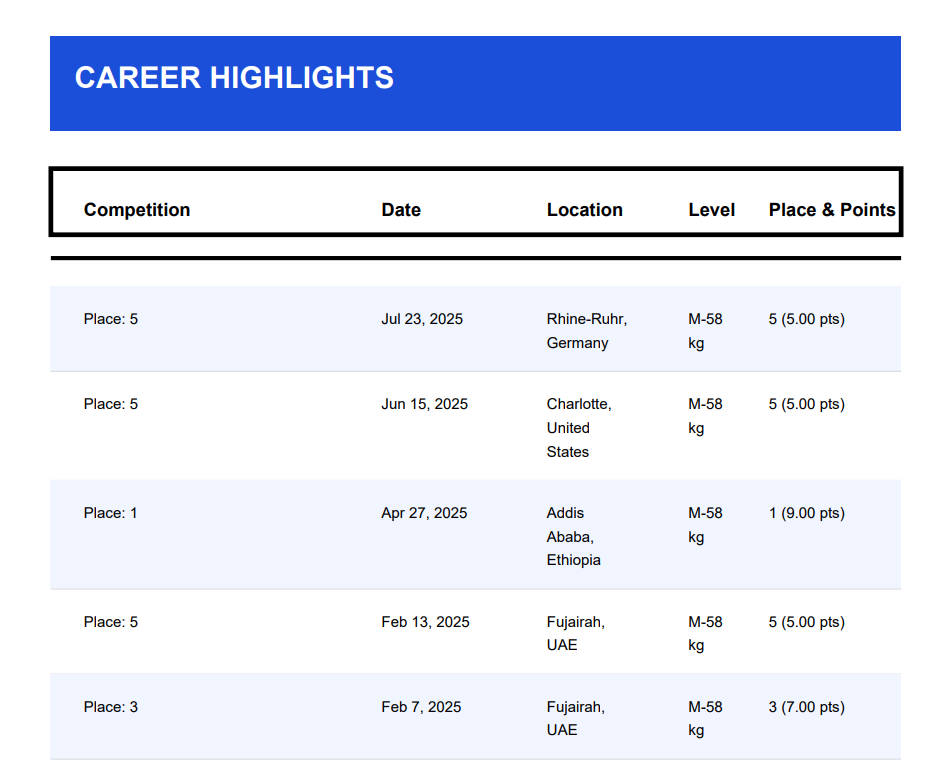 CAREER HIGHLIGHTS
Competition Date Location Level Place & Points
Place: 5 Jul 23, 2025 Rhine-Ruhr, M-58 5 (5.00 pts)
Germany kg
Place: 5 Jun 15, 2025 Charlotte, M-58 5 (5.00 pts)
United kg
States
Place: 1 Apr 27, 2025 Addis M-58 1 (9.00 pts)
Ababa, kg
Ethiopia
Place: 5 Feb 13, 2025 Fujairah, M-58 5 (5.00 pts)
UAE kg
Place: 3 Feb 7, 2025 Fujairah, M-58 3 (7.00 pts)
UAE kg